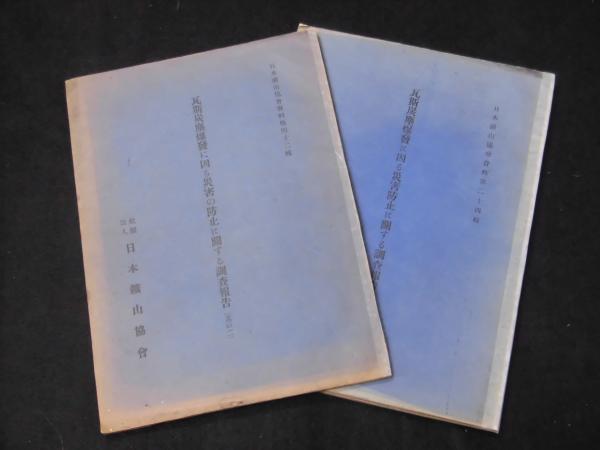 日本鑛山協會資料第四十二輯
瓦斯炭塵爆發に因る災害の防止に關する調査報告
社團
法人
日本鑛山協會
日本鑛山協會資料第二十四輯
瓦斯炭塵爆發に因る災害防止に關する調査報